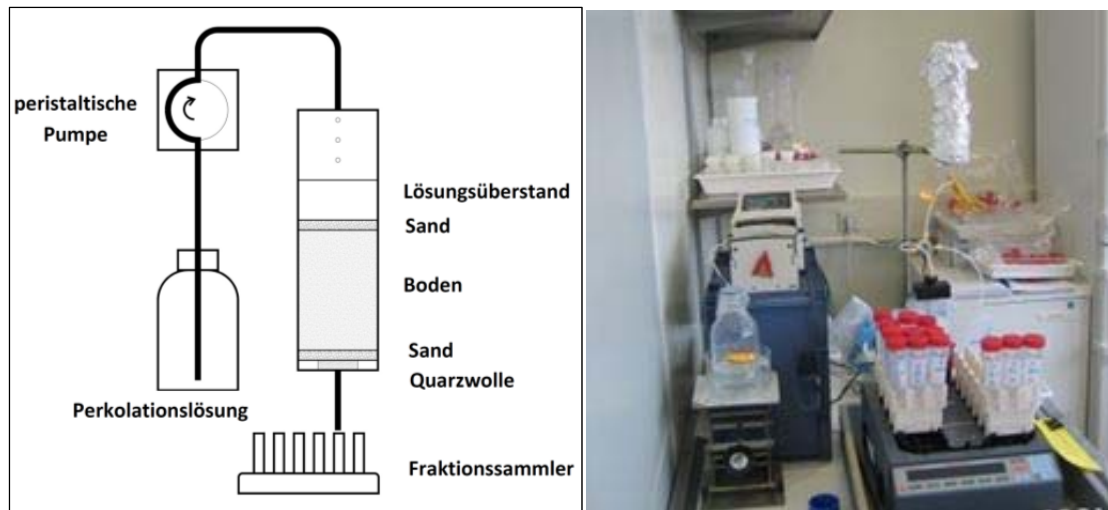 peristaltische
Pumpe
Lösungsüberstand
Sand
Boden
Sand
Quarzwolle
Perkolationslösung
Fraktionssammler